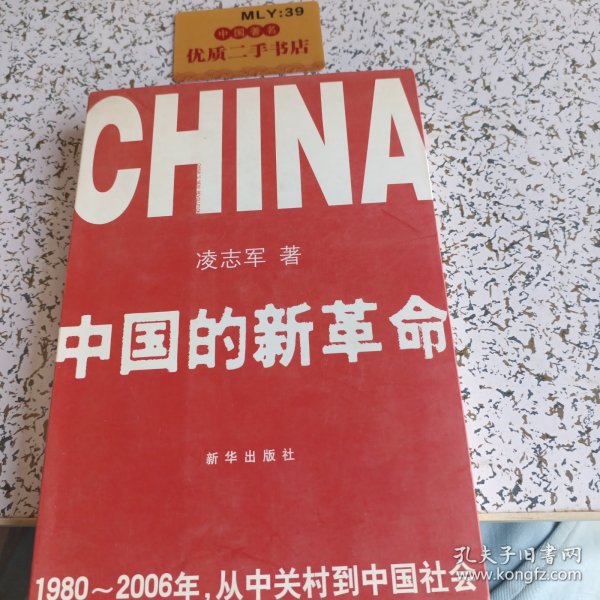 MLY:39
中国著名
优质二手书店
CHINA
凌志军 著
中国的新革命
新华出版社
1980～2006年,从中关村到中国社会
孔夫子旧书网
www.kongfz.com